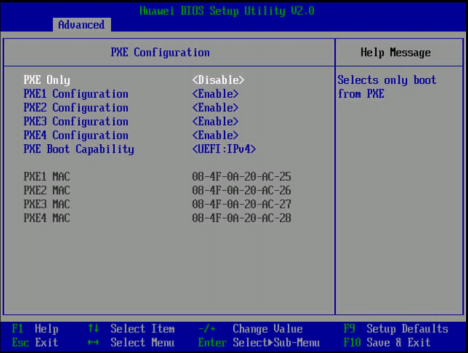 Huawei BIOS Setup Utility V2.0
Advanced
PXE Configuration
Help Message
PXE Only <Disable>
Selects only boot
PXE1 Configuration <Enable>
from PXE
PXE2 Configuration <Enable>
PXE3 Configuration <Enable>
PXE4 Configuration <Enable>
PXE Boot Capability <UEFI:IPv4>
PXE1 MAC 08-4F-0A-20-AC-25
PXE2 MAC 08-4F-0A-20-AC-26
PXE3 MAC 08-4F-0A-20-AC-27
PXE4 MAC 08-4F-0A-20-AC-28
F1 Help ↑↓ Select Item -/+ Change Value F9 Setup Defaults
Esc Exit ↔ Select Menu Enter Select▶Sub-Menu F10 Save & Exit